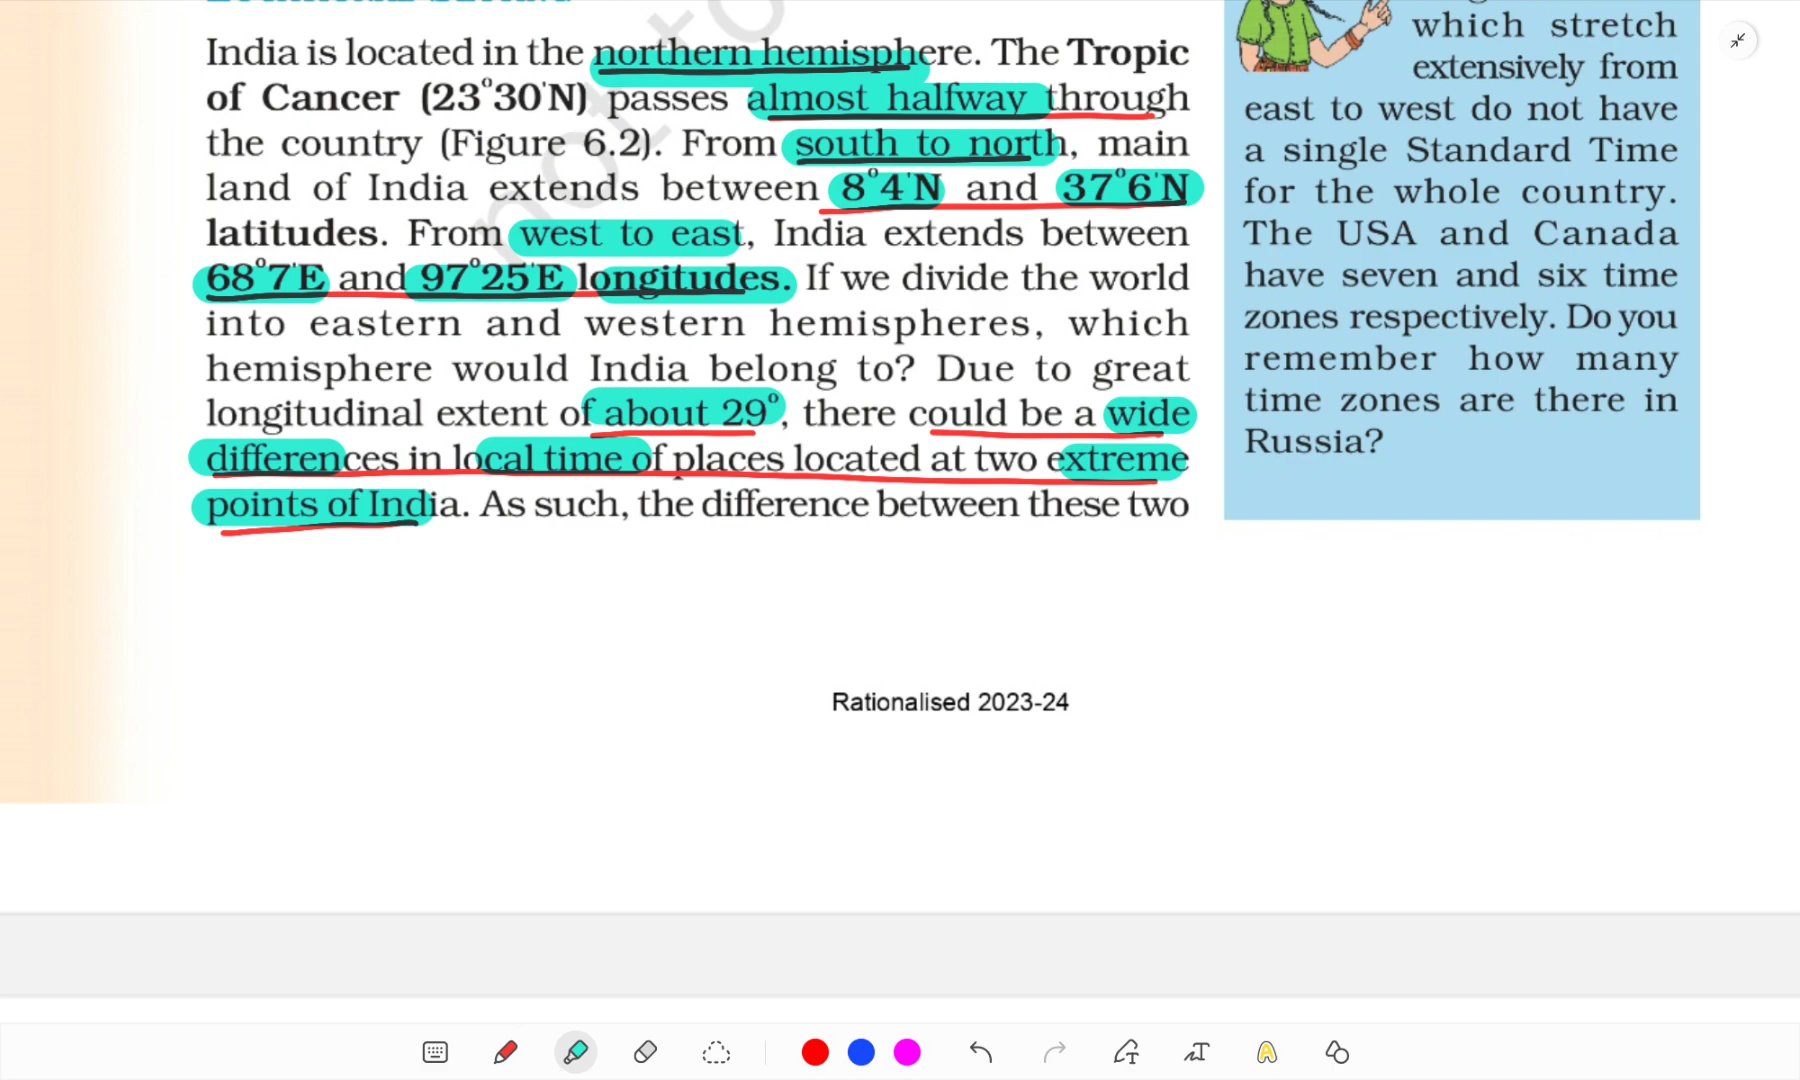 India is located in the northern hemisphere. The Tropic
of Cancer (23°30'N) passes almost halfway through
the country (Figure 6.2). From south to north, main
land of India extends between 8°4'N and 37°6'N
latitudes. From west to east, India extends between
68°7'E and 97°25'E longitudes. If we divide the world
into eastern and western hemispheres, which
hemisphere would India belong to? Due to great
longitudinal extent of about 29°, there could be a wide
differences in local time of places located at two extreme
points of India. As such, the difference between these two
which stretch
extensively from
east to west do not have
a single Standard Time
for the whole country.
The USA and Canada
have seven and six time
zones respectively. Do you
remember how many
time zones are there in
Russia?
not to
Rationalised 2023-24